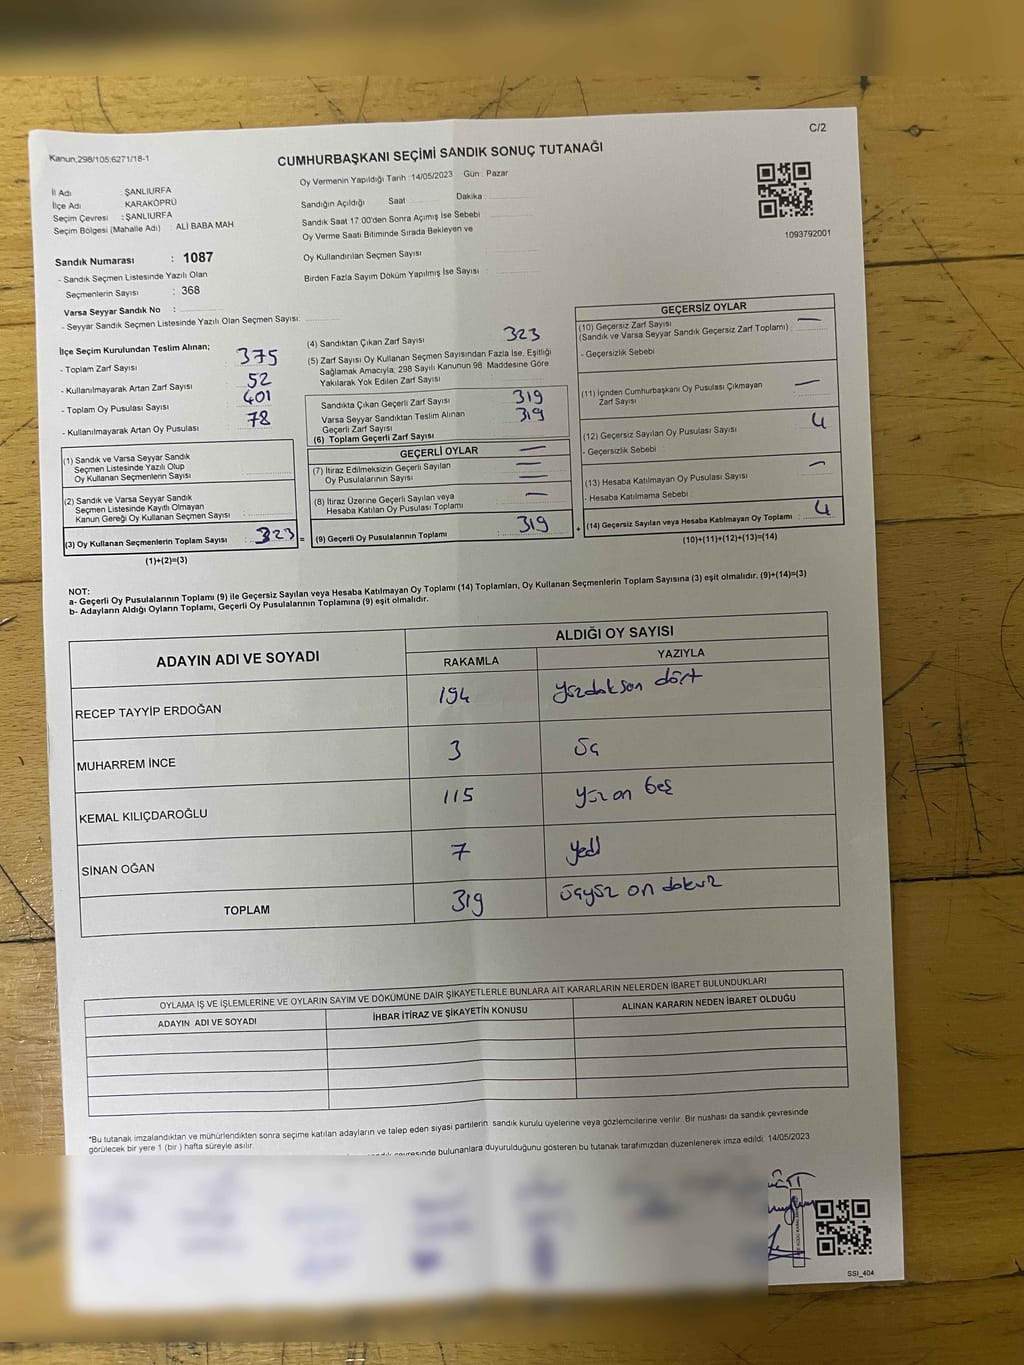 C/2
Kanun;298/105;6271/18-1
CUMHURBAŞKANI SEÇİMİ SANDIK SONUÇ TUTANAĞI
İl Adı : ŞANLIURFA
İlçe Adı : KARAKÖPRÜ
Seçim Çevresi : ŞANLIURFA
Seçim Bölgesi (Mahalle Adı) : ALİ BABA MAH
Sandık Numarası : 1087
- Sandık Seçmen Listesinde Yazılı Olan
Seçmenlerin Sayısı : 368
Varsa Seyyar Sandık No :
- Seyyar Sandık Seçmen Listesinde Yazılı Olan Seçmen Sayısı:
Oy Vermenin Yapıldığı Tarih :14/05/2023 Gün : Pazar
Sandığın Açıldığı Saat Dakika
Sandık Saat 17:00'den Sonra Açımış İse Sebebi
Oy Verme Saati Bitiminde Sırada Bekleyen ve
Oy Kullandırılan Seçmen Sayısı
Birden Fazla Sayım Döküm Yapılmış İse Sayısı :
1093792001
İlçe Seçim Kurulundan Teslim Alınan;
- Toplam Zarf Sayısı 375
- Kullanılmayarak Artan Zarf Sayısı 52
- Toplam Oy Pusulası Sayısı 401
- Kullanılmayarak Artan Oy Pusulası 78
(1) Sandık ve Varsa Seyyar Sandık
Seçmen Listesinde Yazılı Olup
Oy Kullanan Seçmenlerin Sayısı
(2) Sandık ve Varsa Seyyar Sandık
Seçmen Listesinde Kayıtlı Olmayan
Kanun Gereği Oy Kullanan Seçmen Sayısı
(3) Oy Kullanan Seçmenlerin Toplam Sayısı : 323 =
(1)+(2)=(3)
(4) Sandıktan Çıkan Zarf Sayısı 323
(5) Zarf Sayısı Oy Kullanan Seçmen Sayısından Fazla İse, Eşitliği
Sağlamak Amacıyla, 298 Sayılı Kanunun 98. Maddesine Göre
Yakılarak Yok Edilen Zarf Sayısı
Sandıkta Çıkan Geçerli Zarf Sayısı 319
Varsa Seyyar Sandıktan Teslim Alınan
Geçerli Zarf Sayısı 319
(6) Toplam Geçerli Zarf Sayısı
GEÇERLİ OYLAR —
(7) İtiraz Edilmeksizin Geçerli Sayılan
Oy Pusulalarının Sayısı —
(8) İtiraz Üzerine Geçerli Sayılan veya
Hesaba Katılan Oy Pusulası Toplamı —
(9) Geçerli Oy Pusulalarının Toplamı : 319 +
GEÇERSİZ OYLAR
(10) Geçersiz Zarf Sayısı —
(Sandık ve Varsa Seyyar Sandık Geçersiz Zarf Toplamı) :
- Geçersizlik Sebebi
(11) İçinden Cumhurbaşkanı Oy Pusulası Çıkmayan
Zarf Sayısı —
(12) Geçersiz Sayılan Oy Pusulası Sayısı : 4
- Geçersizlik Sebebi
(13) Hesaba Katılmayan Oy Pusulası Sayısı —
- Hesaba Katılmama Sebebi
(14) Geçersiz Sayılan veya Hesaba Katılmayan Oy Toplamı : 4
(10)+(11)+(12)+(13)=(14)
NOT:
a- Geçerli Oy Pusulalarının Toplamı (9) ile Geçersiz Sayılan veya Hesaba Katılmayan Oy Toplamı (14) Toplamları, Oy Kullanan Seçmenlerin Toplam Sayısına (3) eşit olmalıdır. (9)+(14)=(3)
b- Adayların Aldığı Oyların Toplamı, Geçerli Oy Pusulalarının Toplamına (9) eşit olmalıdır.
ADAYIN ADI VE SOYADI
ALDIĞI OY SAYISI
RAKAMLA YAZIYLA
RECEP TAYYİP ERDOĞAN 194 yüzdokson dört
MUHARREM İNCE 3 üç
KEMAL KILIÇDAROĞLU 115 yüz on beş
SİNAN OĞAN 7 yedi
TOPLAM 319 üçyüz on dokuz
OYLAMA İŞ VE İŞLEMLERİNE VE OYLARIN SAYIM VE DÖKÜMÜNE DAİR ŞİKAYETLERLE BUNLARA AİT KARARLARIN NELERDEN İBARET BULUNDUKLARI
ADAYIN ADI VE SOYADI İHBAR İTİRAZ VE ŞİKAYETİN KONUSU ALINAN KARARIN NEDEN İBARET OLDUĞU
*Bu tutanak imzalandıktan ve mühürlendikten sonra seçime katılan adayların ve talep eden siyasi partilerin sandık kurulu üyelerine veya gözlemcilerine verilir. Bir nüshası da sandık çevresinde
görülecek bir yere 1 (bir ) hafta süreyle asılır.
bulunanlara duyurulduğunu gösteren bu tutanak tarafımızdan düzenlenerek imza edildi. 14/05/2023
SSI_404